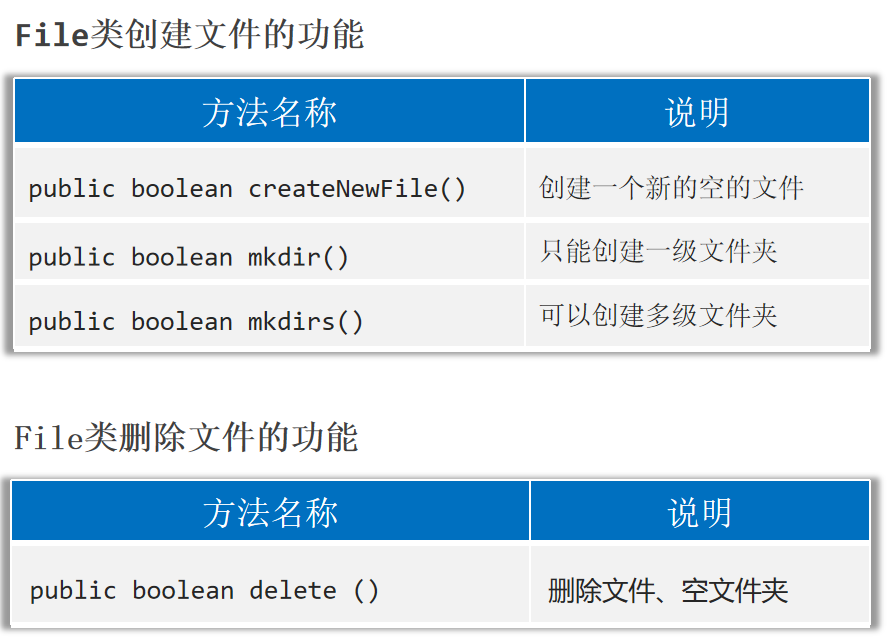 File类创建文件的功能
方法名称 说明
public boolean createNewFile() 创建一个新的空的文件
public boolean mkdir() 只能创建一级文件夹
public boolean mkdirs() 可以创建多级文件夹
File类删除文件的功能
方法名称 说明
public boolean delete () 删除文件、空文件夹